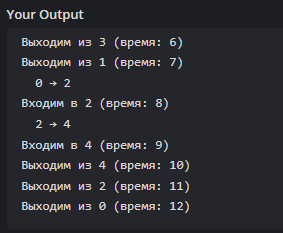 Your Output
Выходим из 3 (время: 6)
Выходим из 1 (время: 7)
0 → 2
Входим в 2 (время: 8)
2 → 4
Входим в 4 (время: 9)
Выходим из 4 (время: 10)
Выходим из 2 (время: 11)
Выходим из 0 (время: 12)